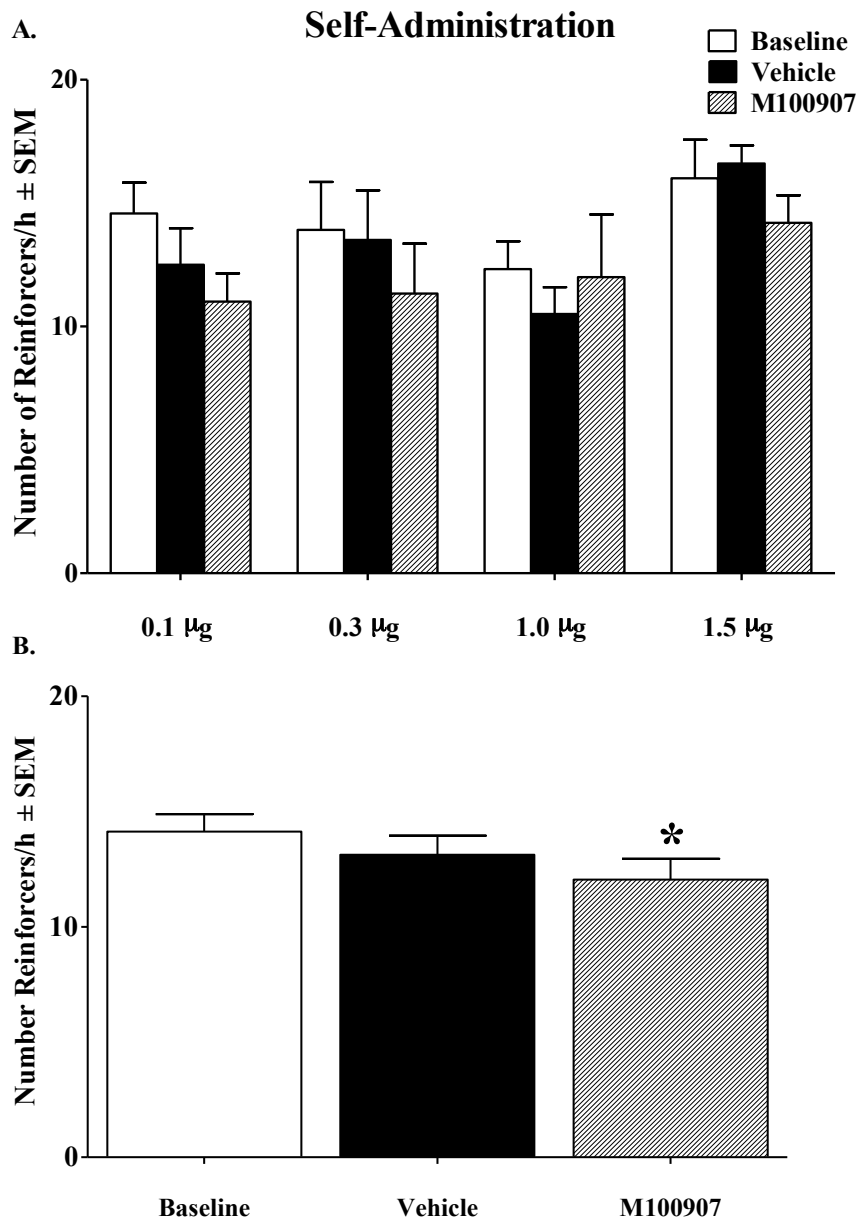 A.
Self-Administration
Baseline
Vehicle
M100907
Number of Reinforcers/h ± SEM
20
10
0
0.1 μg
0.3 μg
1.0 μg
1.5 μg
B.
Number Reinforcers/h ± SEM
20
10
0
*
Baseline
Vehicle
M100907